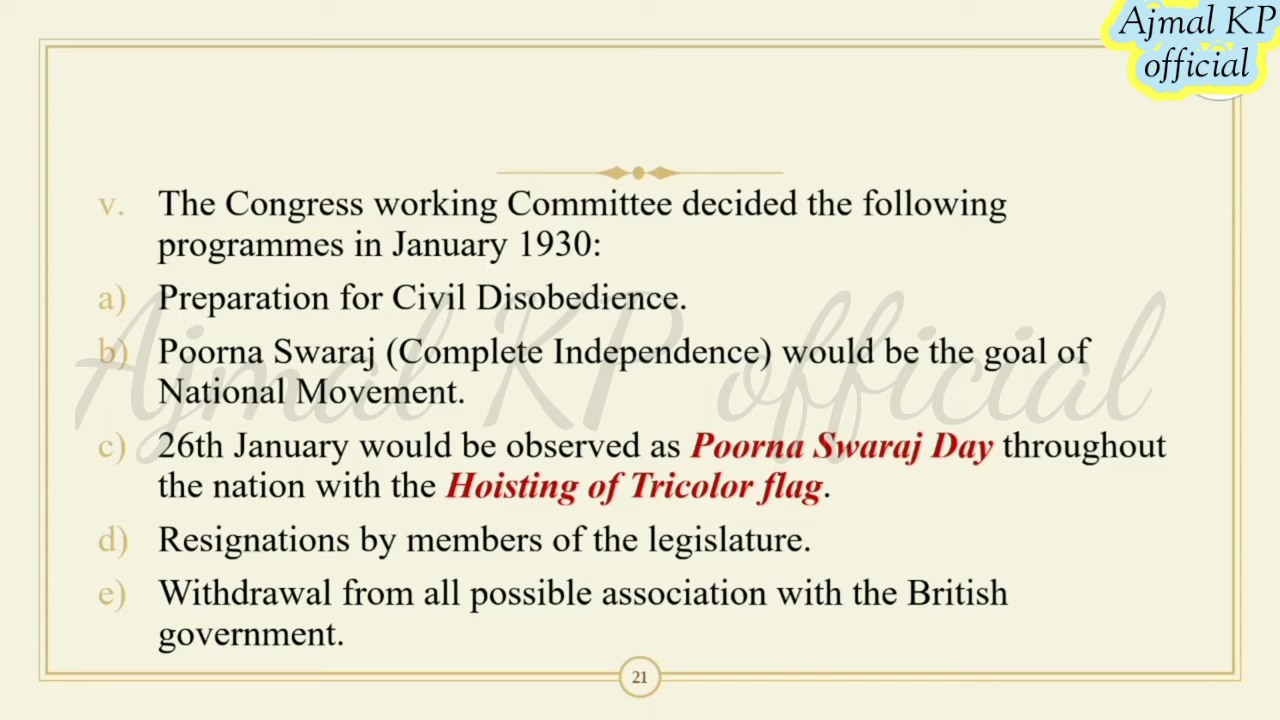 Ajmal KP
official
v. The Congress working Committee decided the following
programmes in January 1930:
a) Preparation for Civil Disobedience.
b) Poorna Swaraj (Complete Independence) would be the goal of
National Movement.
c) 26th January would be observed as Poorna Swaraj Day throughout
the nation with the Hoisting of Tricolor flag.
d) Resignations by members of the legislature.
e) Withdrawal from all possible association with the British
government.
Ajmal KP official
21